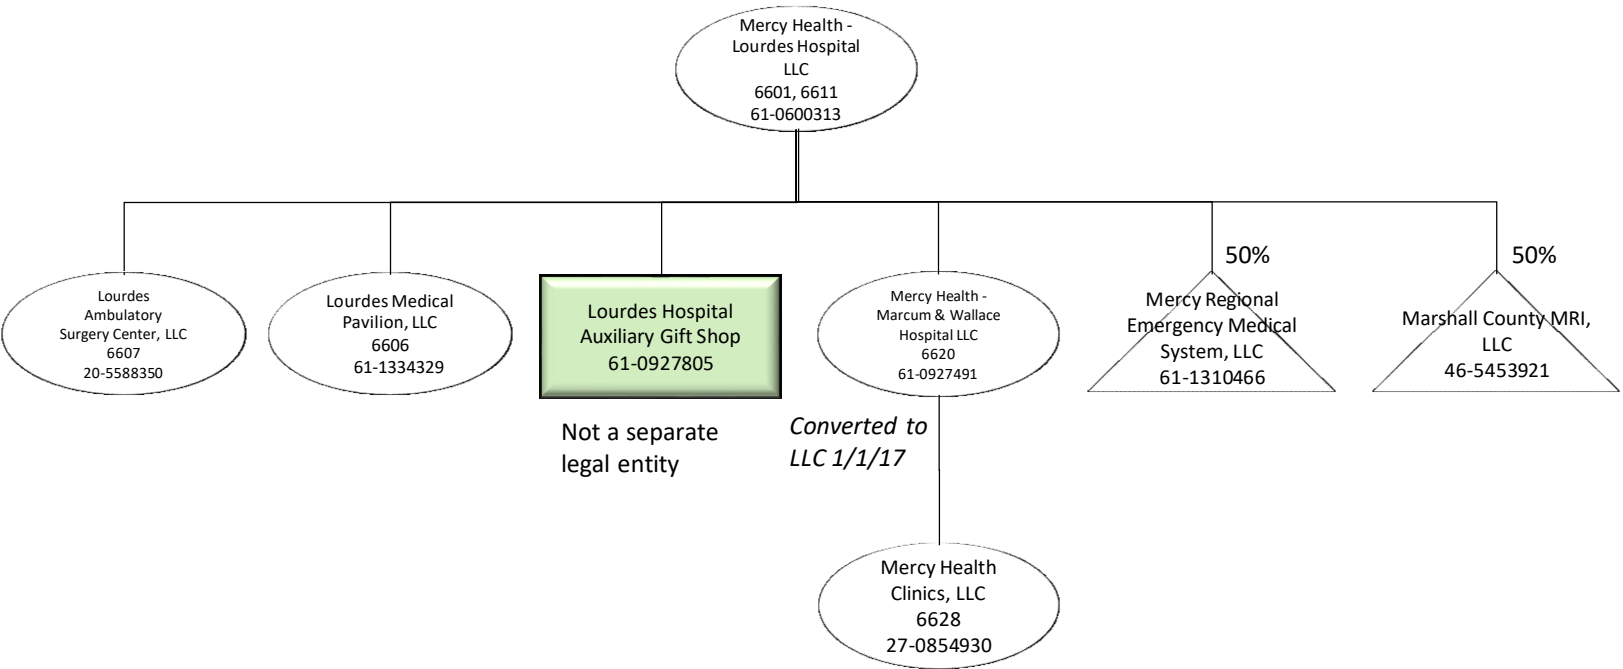 Mercy Health -
Lourdes Hospital
LLC
6601, 6611
61-0600313
Lourdes
Ambulatory
Surgery Center, LLC
6607
20-5588350
Lourdes Medical
Pavilion, LLC
6606
61-1334329
Lourdes Hospital
Auxiliary Gift Shop
61-0927805
Not a separate
legal entity
Mercy Health -
Marcum & Wallace
Hospital LLC
6620
61-0927491
Converted to
LLC 1/1/17
Mercy Health
Clinics, LLC
6628
27-0854930
50%
Mercy Regional
Emergency Medical
System, LLC
61-1310466
50%
Marshall County MRI,
LLC
46-5453921